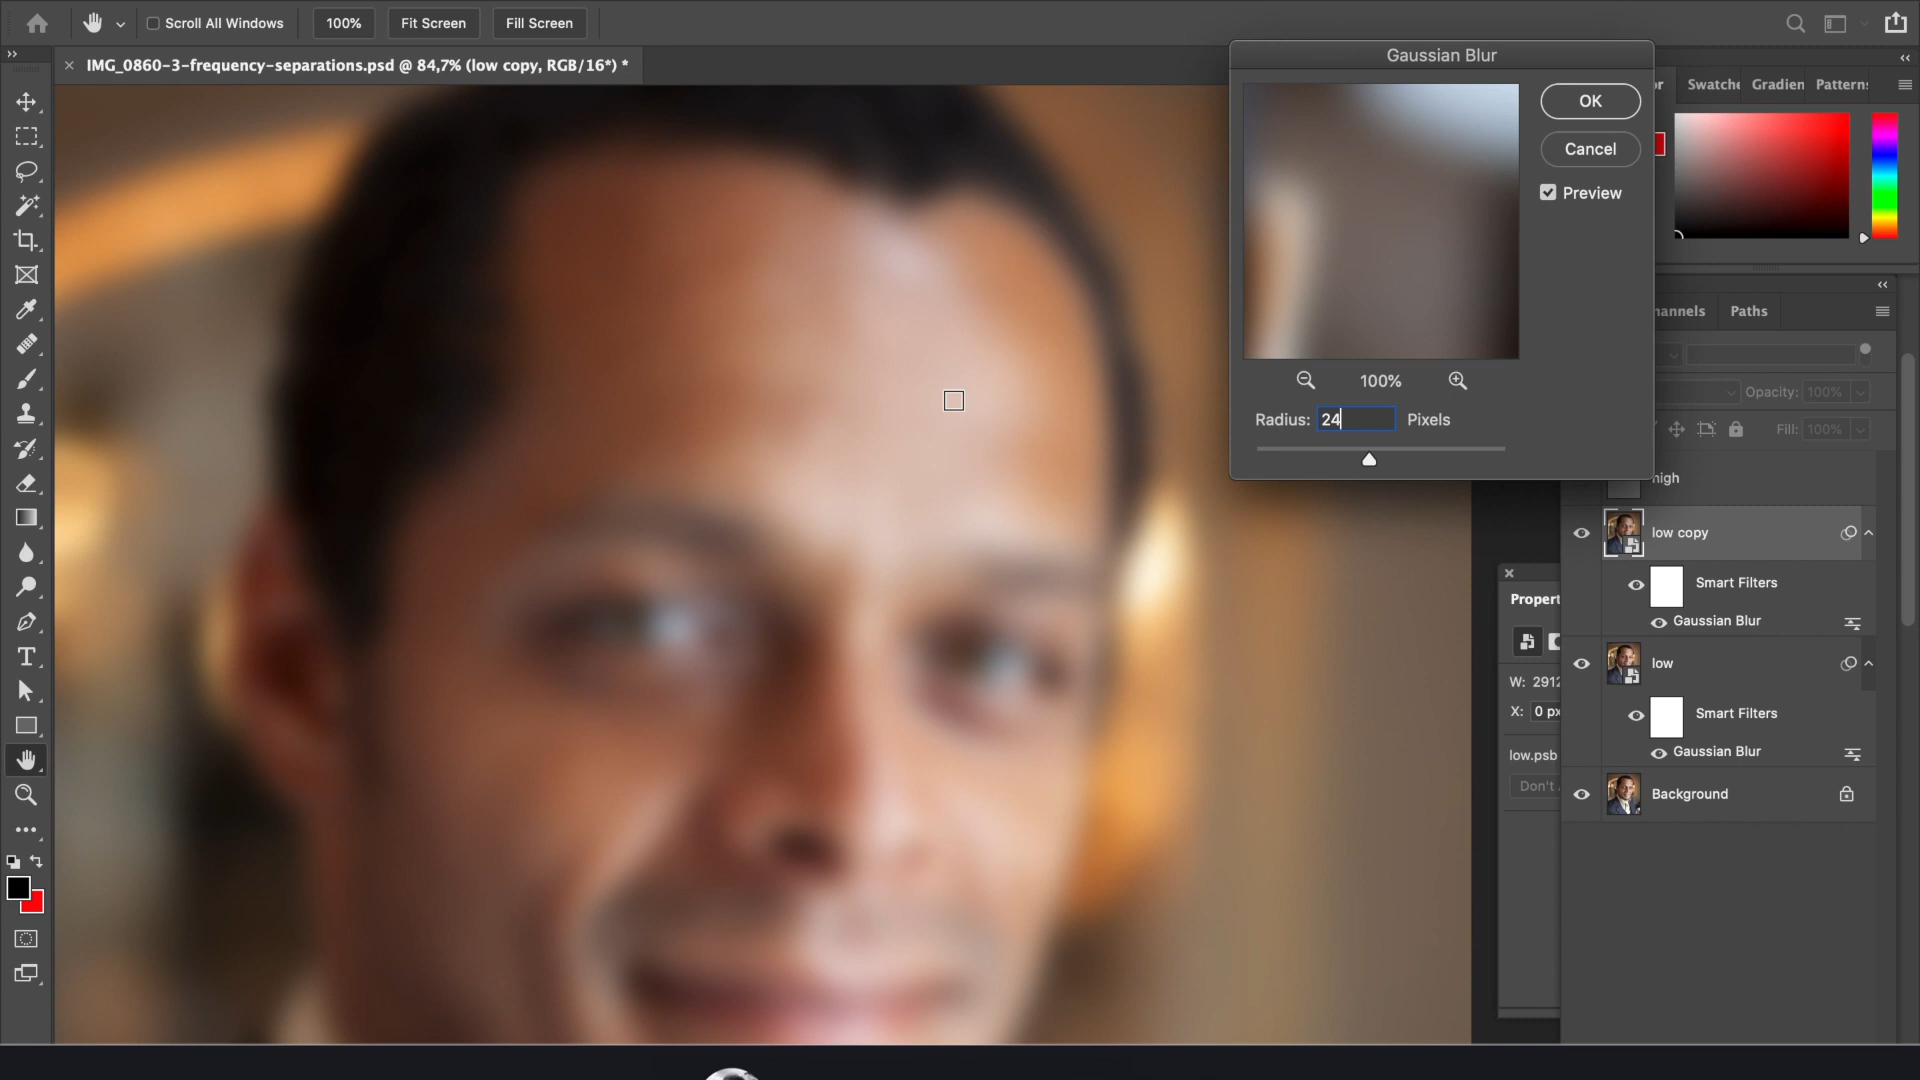 Scroll All Windows
100%
Fit Screen
Fill Screen
× IMG_0860-3-frequency-separations.psd @ 84,7% (low copy, RGB/16*) *
Gaussian Blur
OK
Cancel
Preview
100%
Radius: 24 Pixels
Swatche
Gradien
Patterns
hannels
Paths
Opacity: 100%
Fill: 100%
high
low copy
Smart Filters
Gaussian Blur
low
Smart Filters
Gaussian Blur
Background
Propert
W: 2912
X: 0 px
low.psb
Don't
T